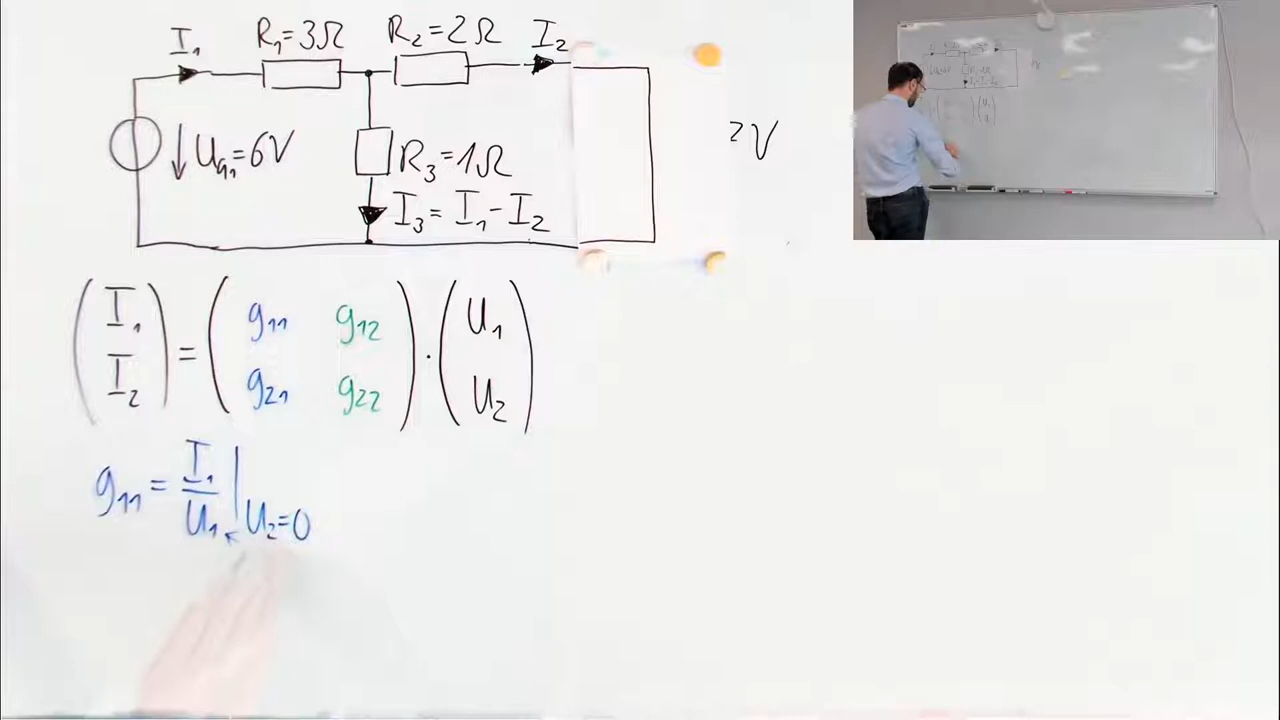 I₁ R₁=3Ω R₂=2Ω I₂
U_q1=6V R₃=1Ω 2V
I₃ = I₁ - I₂
(I₁ I₂) = (g₁₁ g₁₂ g₂₁ g₂₂) · (U₁ U₂)
g₁₁ = I₁/U₁ | U₂=0